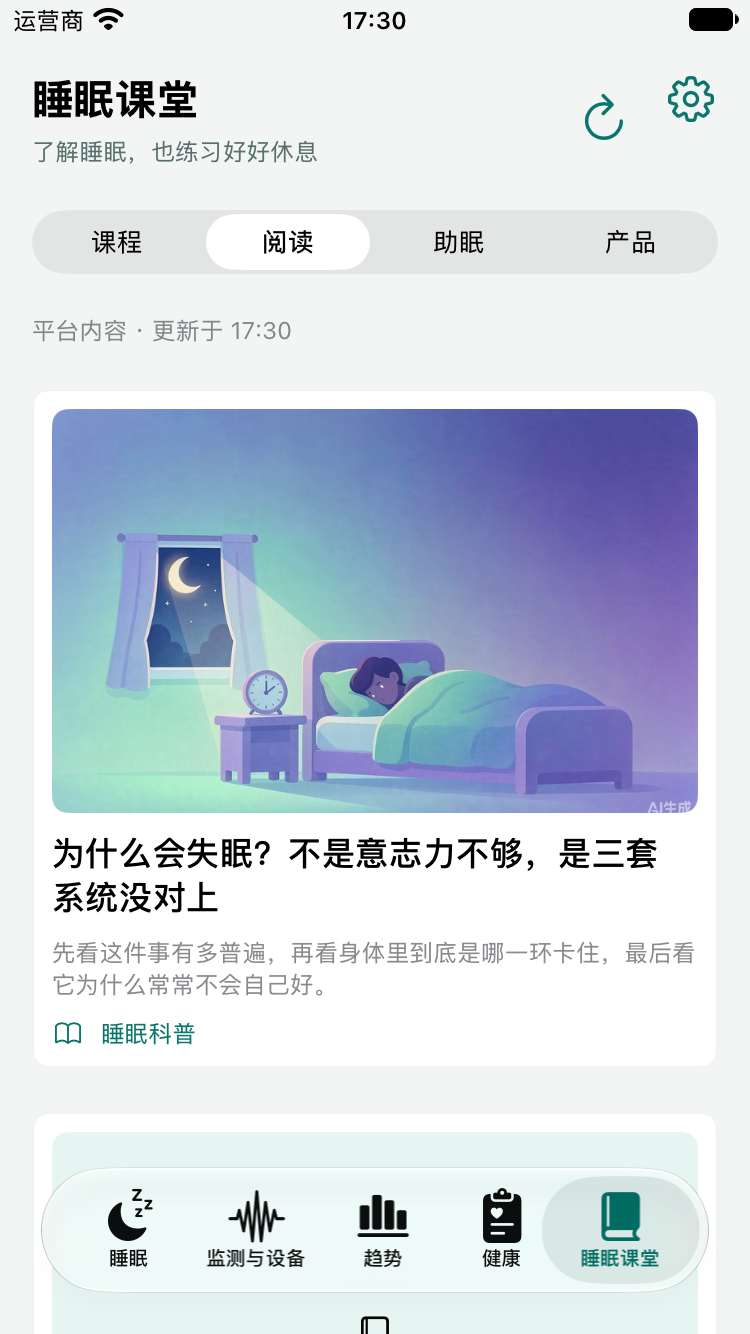 运营商
17:30
睡眠课堂
了解睡眠，也练习好好休息
课程
阅读
助眠
产品
平台内容 · 更新于 17:30
AI生成
为什么会失眠？不是意志力不够，是三套
系统没对上
先看这件事有多普遍，再看身体里到底是哪一环卡住，最后看
它为什么常常不会自己好。
睡眠科普
睡眠
监测与设备
趋势
健康
睡眠课堂